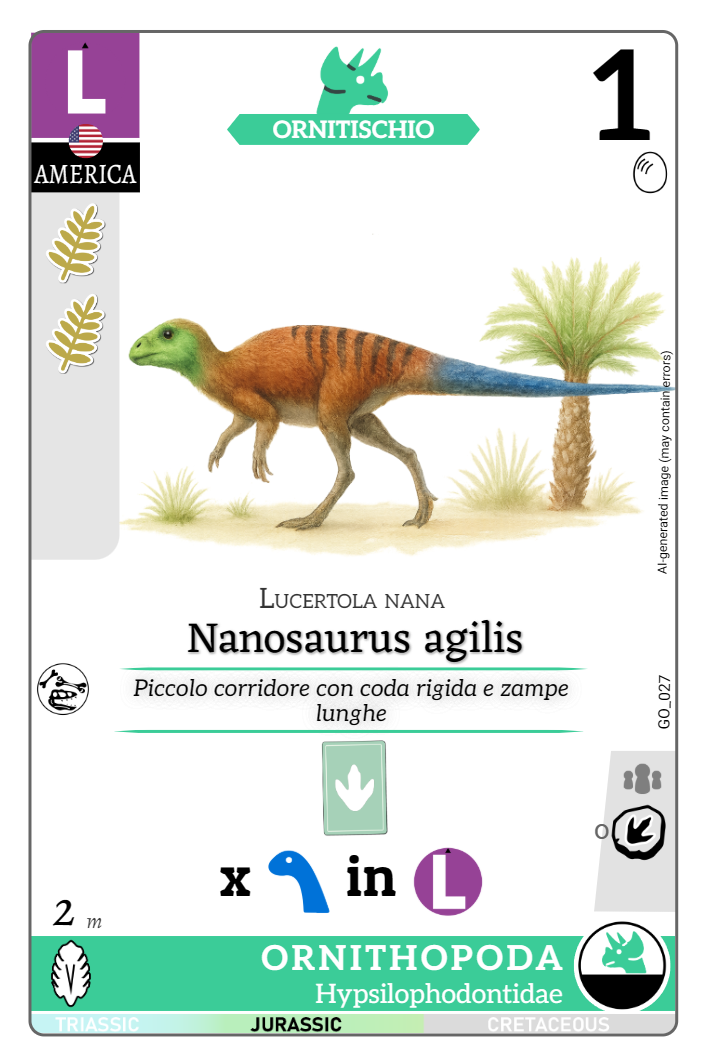 L
AMERICA
ORNITISCHIO
1
AI-generated image (may contain errors)
Lucertola nana
Nanosaurus agilis
Piccolo corridore con coda rigida e zampe
lunghe
GO_027
o
x in L
2 m
ORNITHOPODA
Hypsilophodontidae
TRIASSIC JURASSIC CRETACEOUS